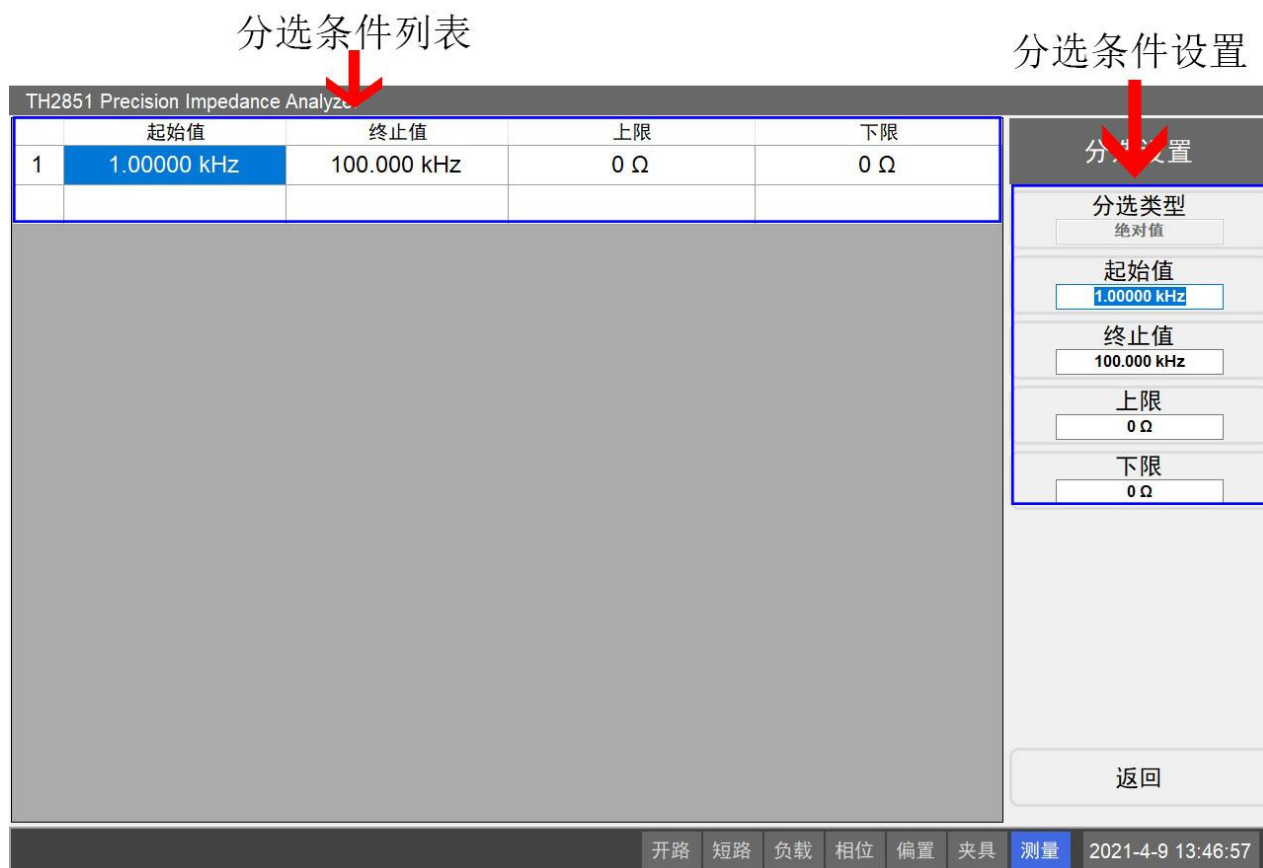 分选条件列表
分选条件设置
TH2851 Precision Impedance Analyze
起始值 终止值 上限 下限
1 1.00000 kHz 100.000 kHz 0 Ω 0 Ω
分选设置
分选类型
绝对值
起始值
1.00000 kHz
终止值
100.000 kHz
上限
0 Ω
下限
0 Ω
返回
开路 短路 负载 相位 偏置 夹具 测量 2021-4-9 13:46:57